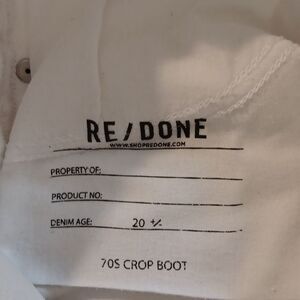 RE/DONE
WWW.SHOPREDONE.COM
PROPERTY OF:
PRODUCT NO:
DENIM AGE: 20 +/-
70S CROP BOOT